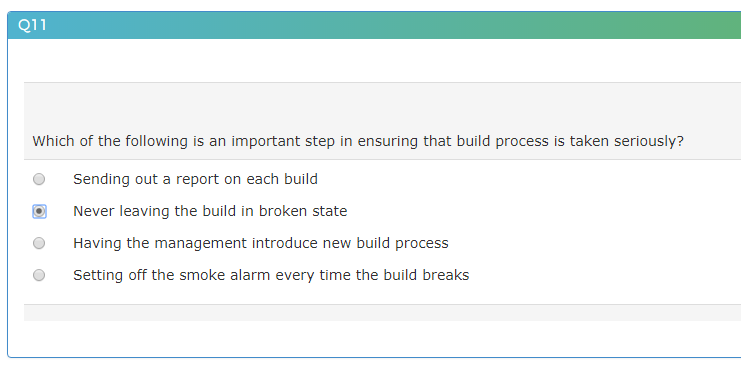 Q11
Which of the following is an important step in ensuring that build process is taken seriously?
Sending out a report on each build
Never leaving the build in broken state
Having the management introduce new build process
Setting off the smoke alarm every time the build breaks